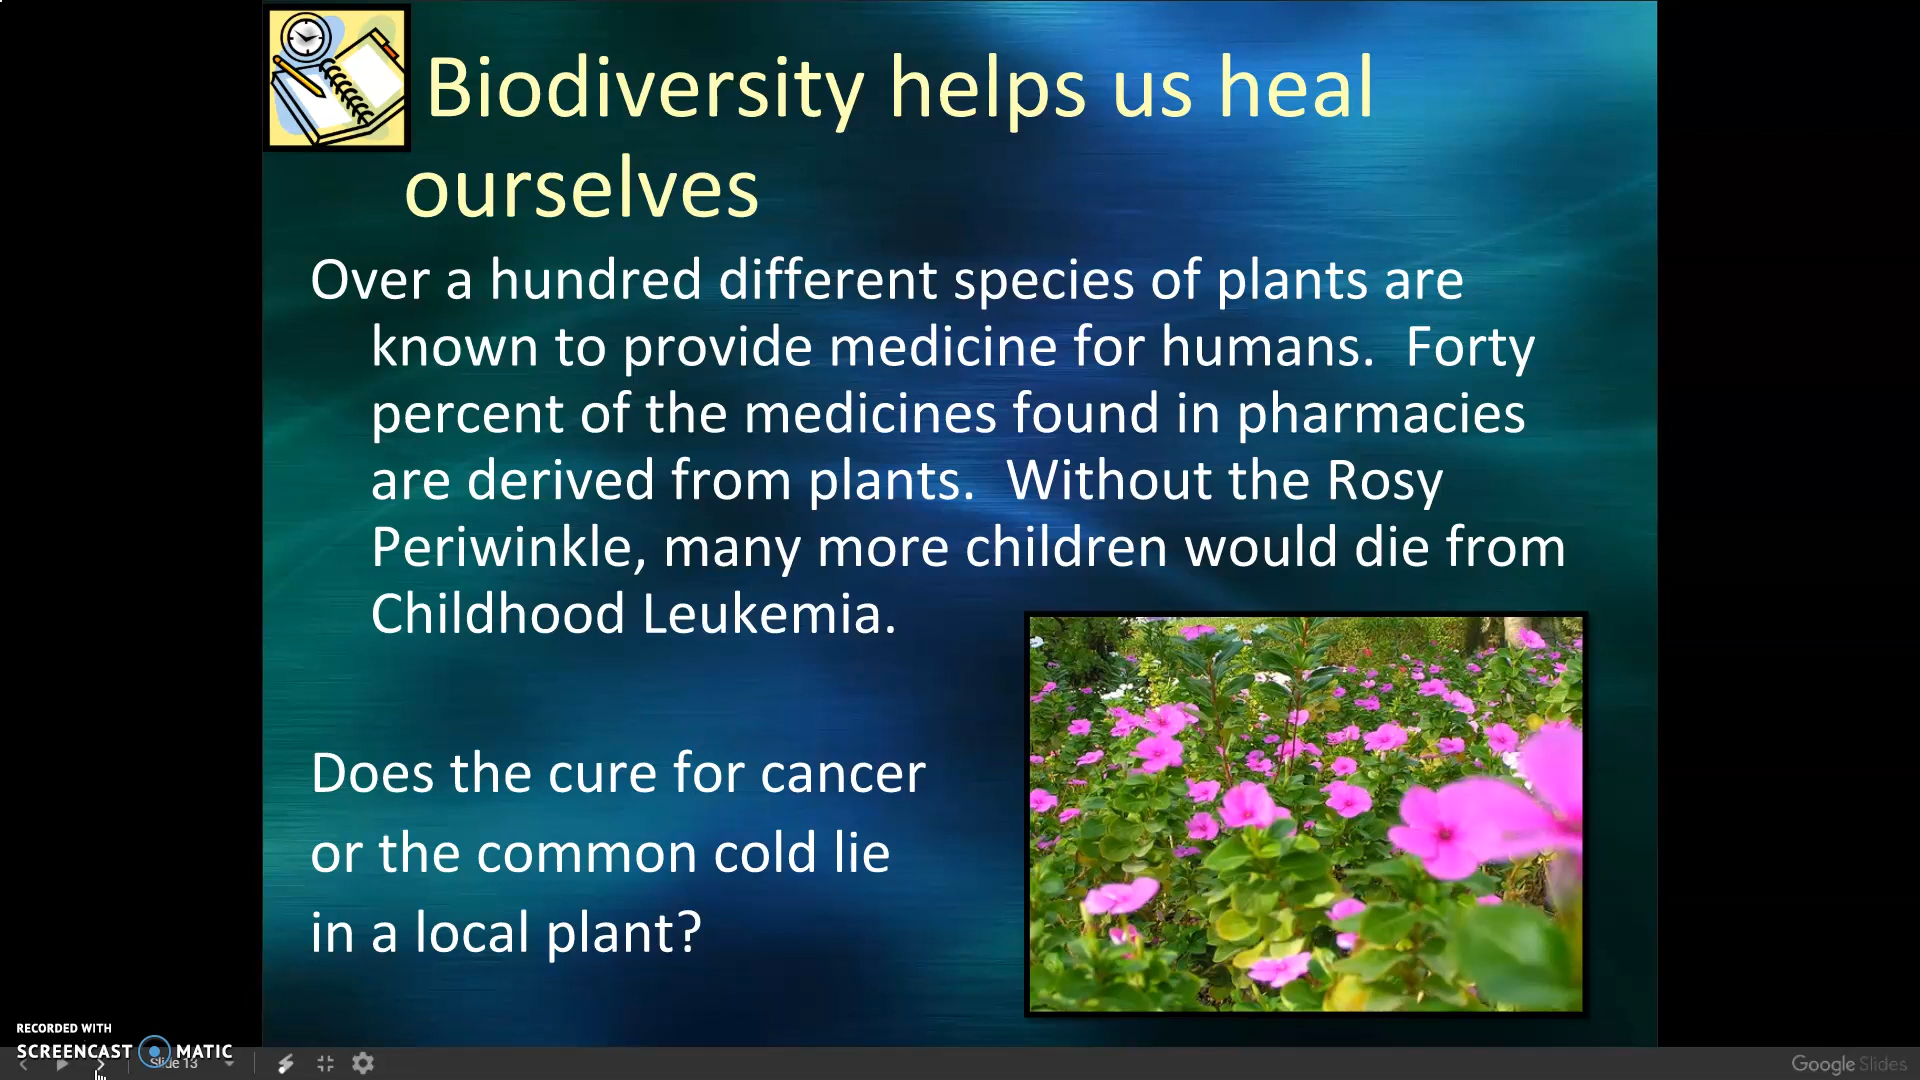 Biodiversity helps us heal
ourselves
Over a hundred different species of plants are
known to provide medicine for humans.  Forty
percent of the medicines found in pharmacies
are derived from plants.  Without the Rosy
Periwinkle, many more children would die from
Childhood Leukemia.
Does the cure for cancer
or the common cold lie
in a local plant?
RECORDED WITH
SCREENCAST MATIC
Slide 13
Google Slides